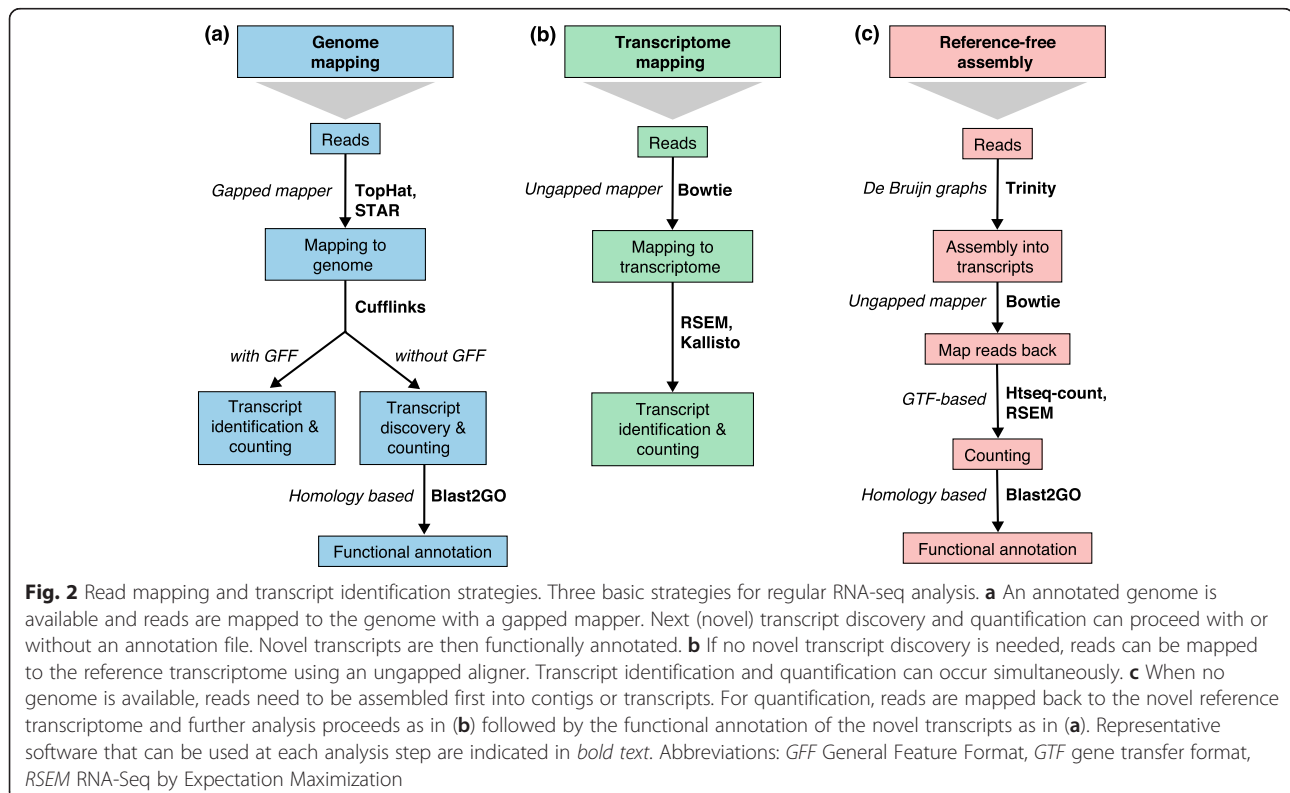 (a)
Genome
mapping
Reads
Gapped mapper
TopHat,
STAR
Mapping to
genome
Cufflinks
with GFF
without GFF
Transcript
identification &
counting
Transcript
discovery &
counting
Homology based
Blast2GO
Functional annotation
(b)
Transcriptome
mapping
Reads
Ungapped mapper
Bowtie
Mapping to
transcriptome
RSEM,
Kallisto
Transcript
identification &
counting
(c)
Reference-free
assembly
Reads
De Bruijn graphs
Trinity
Assembly into
transcripts
Ungapped mapper
Bowtie
Map reads back
GTF-based
Htseq-count,
RSEM
Counting
Homology based
Blast2GO
Functional annotation
Fig. 2 Read mapping and transcript identification strategies. Three basic strategies for regular RNA-seq analysis. a An annotated genome is
available and reads are mapped to the genome with a gapped mapper. Next (novel) transcript discovery and quantification can proceed with or
without an annotation file. Novel transcripts are then functionally annotated. b If no novel transcript discovery is needed, reads can be mapped
to the reference transcriptome using an ungapped aligner. Transcript identification and quantification can occur simultaneously. c When no
genome is available, reads need to be assembled first into contigs or transcripts. For quantification, reads are mapped back to the novel reference
transcriptome and further analysis proceeds as in (b) followed by the functional annotation of the novel transcripts as in (a). Representative
software that can be used at each analysis step are indicated in bold text. Abbreviations: GFF General Feature Format, GTF gene transfer format,
RSEM RNA-Seq by Expectation Maximization